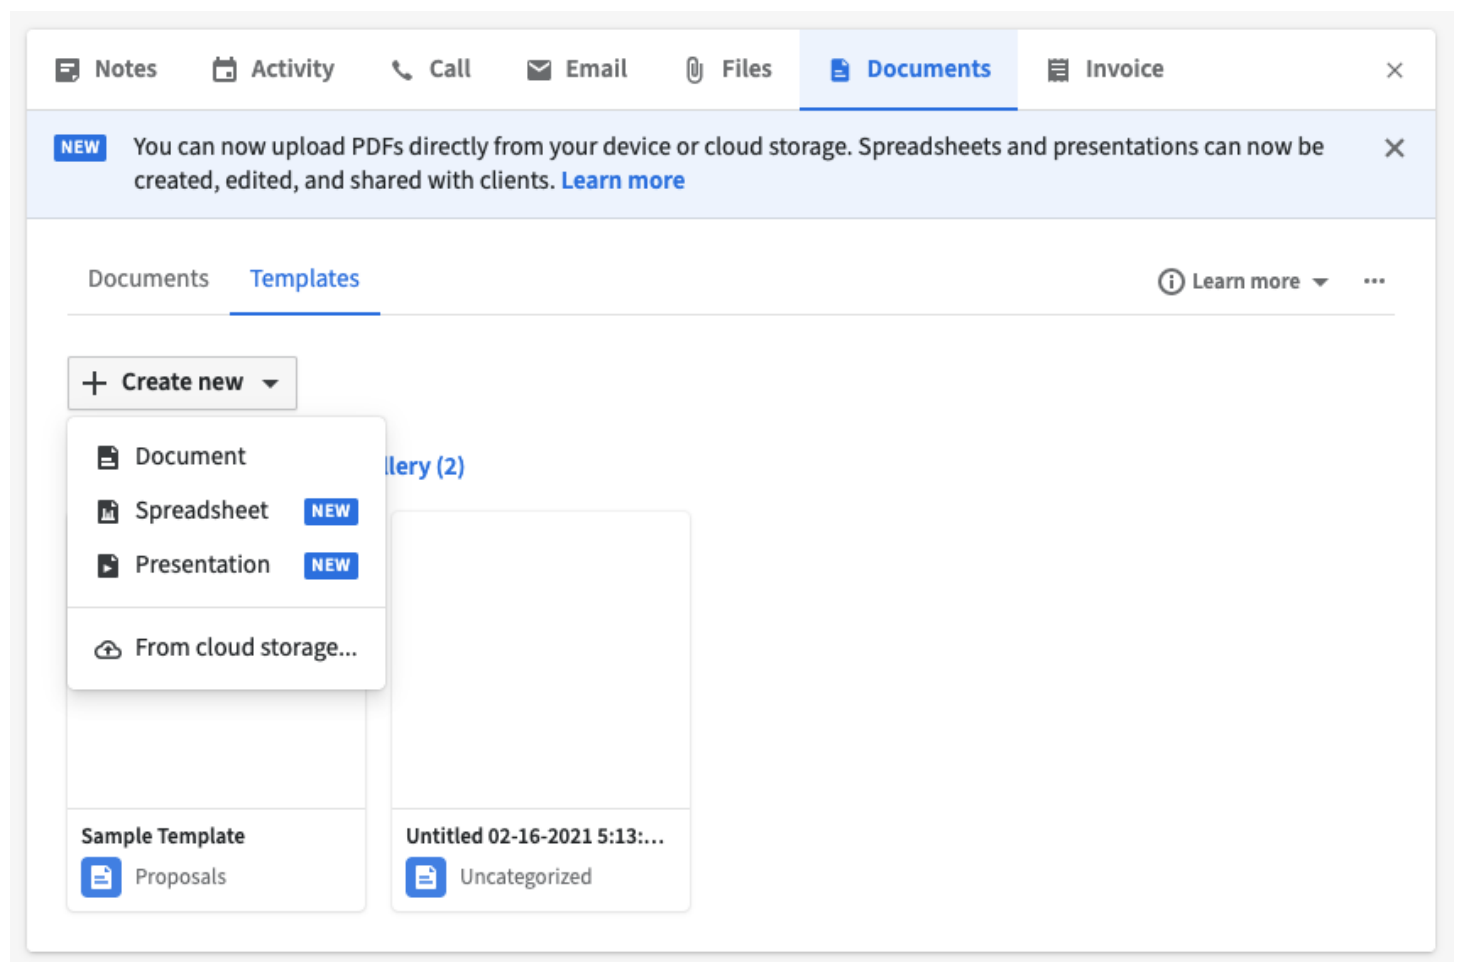 Notes Activity Call Email Files Documents Invoice
NEW You can now upload PDFs directly from your device or cloud storage. Spreadsheets and presentations can now be
created, edited, and shared with clients. Learn more
Documents Templates Learn more
Create new
Document
llery (2)
Spreadsheet NEW
Presentation NEW
From cloud storage...
Sample Template Untitled 02-16-2021 5:13:...
Proposals Uncategorized